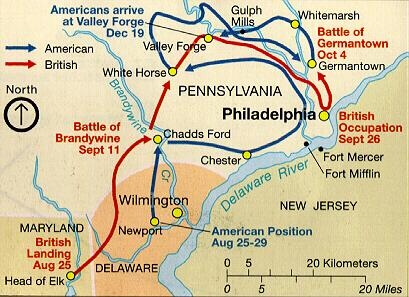 Americans arrive
at Valley Forge
Dec 19
Gulph
Mills
Whitemarsh
American
British
Valley Forge
Battle of
Germantown
Oct 4
Germantown
White Horse
North
PENNSYLVANIA
Brandywine
Philadelphia
British
Occupation
Sept 26
Battle of
Brandywine
Sept 11
Chadds Ford
Chester
Fort Mercer
Fort Mifflin
Cr
Delaware River
Wilmington
NEW JERSEY
MARYLAND
British
Landing
Aug 25
Newport
American Position
Aug 25-29
DELAWARE
Head of Elk
0 20 Kilometers
0 5 20 Miles